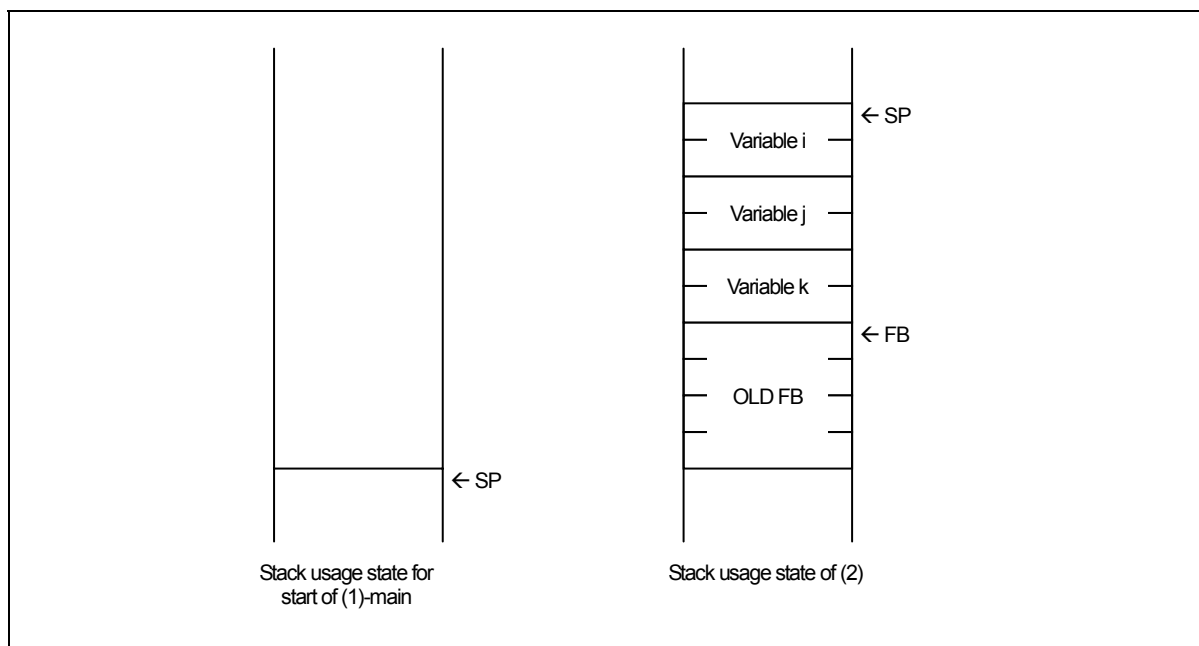 ← SP
Variable i
Variable j
Variable k
← FB
OLD FB
← SP
Stack usage state for
start of (1)-main
Stack usage state of (2)